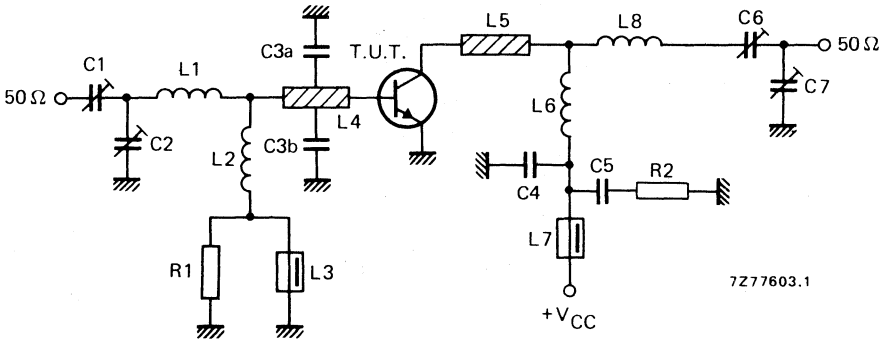 C3a
T.U.T.
L5
L8
C6
50 Ω
C1
L1
50 Ω
C7
L4
L6
C2
L2
C3b
C4
C5
R2
L7
R1
L3
7Z77603.1
+VCC